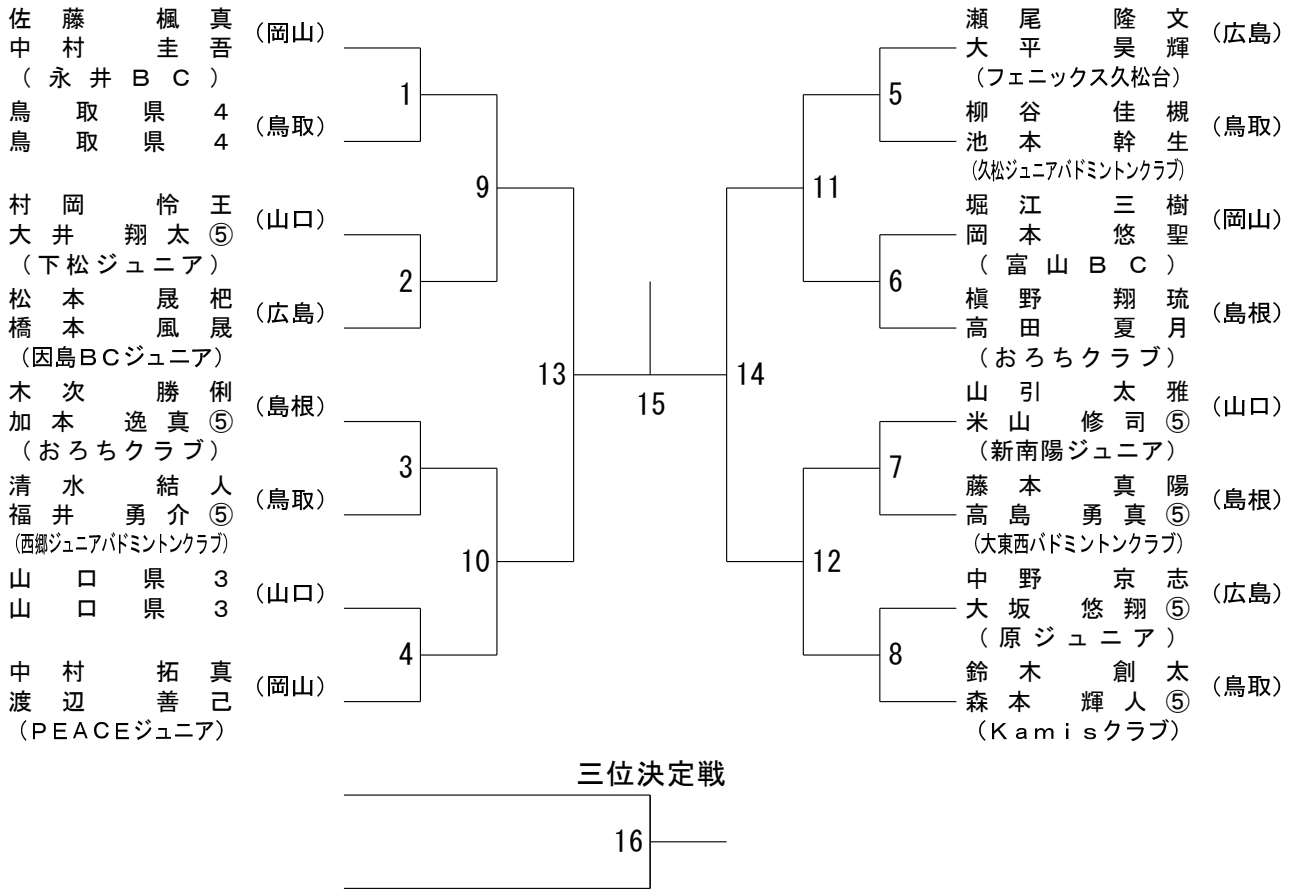 佐藤 楓真 (岡山)
中村 圭吾
(永井BC)
1
鳥取県4 (鳥取)
鳥取県4
9
村岡 怜王 (山口)
大井 翔太⑤
(下松ジュニア)
2
松本 晟杷 (広島)
橋本 風晟
(因島BCジュニア)
13
木次 勝俐 (島根)
加本 逸真⑤
(おろちクラブ)
3
清水 結人 (鳥取)
福井 勇介⑤
(西郷ジュニアバドミントンクラブ)
10
山口県3 (山口)
山口県3
4
中村 拓真 (岡山)
渡辺 善己
(PEACEジュニア)
15
瀬尾 隆文 (広島)
大平 昊輝
(フェニックス久松台)
5
柳谷 佳槻 (鳥取)
池本 幹生
(久松ジュニアバドミントンクラブ)
11
堀江 三樹 (岡山)
岡本 悠聖
(富山BC)
6
槇野 翔琉 (島根)
高田 夏月
(おろちクラブ)
14
山引 太雅 (山口)
米山 修司⑤
(新南陽ジュニア)
7
藤本 真陽 (島根)
高島 勇真⑤
(大東西バドミントンクラブ)
12
中野 京志 (広島)
大坂 悠翔⑤
(原ジュニア)
8
鈴木 創太 (鳥取)
森本 輝人⑤
(Kamisクラブ)
三位決定戦
16